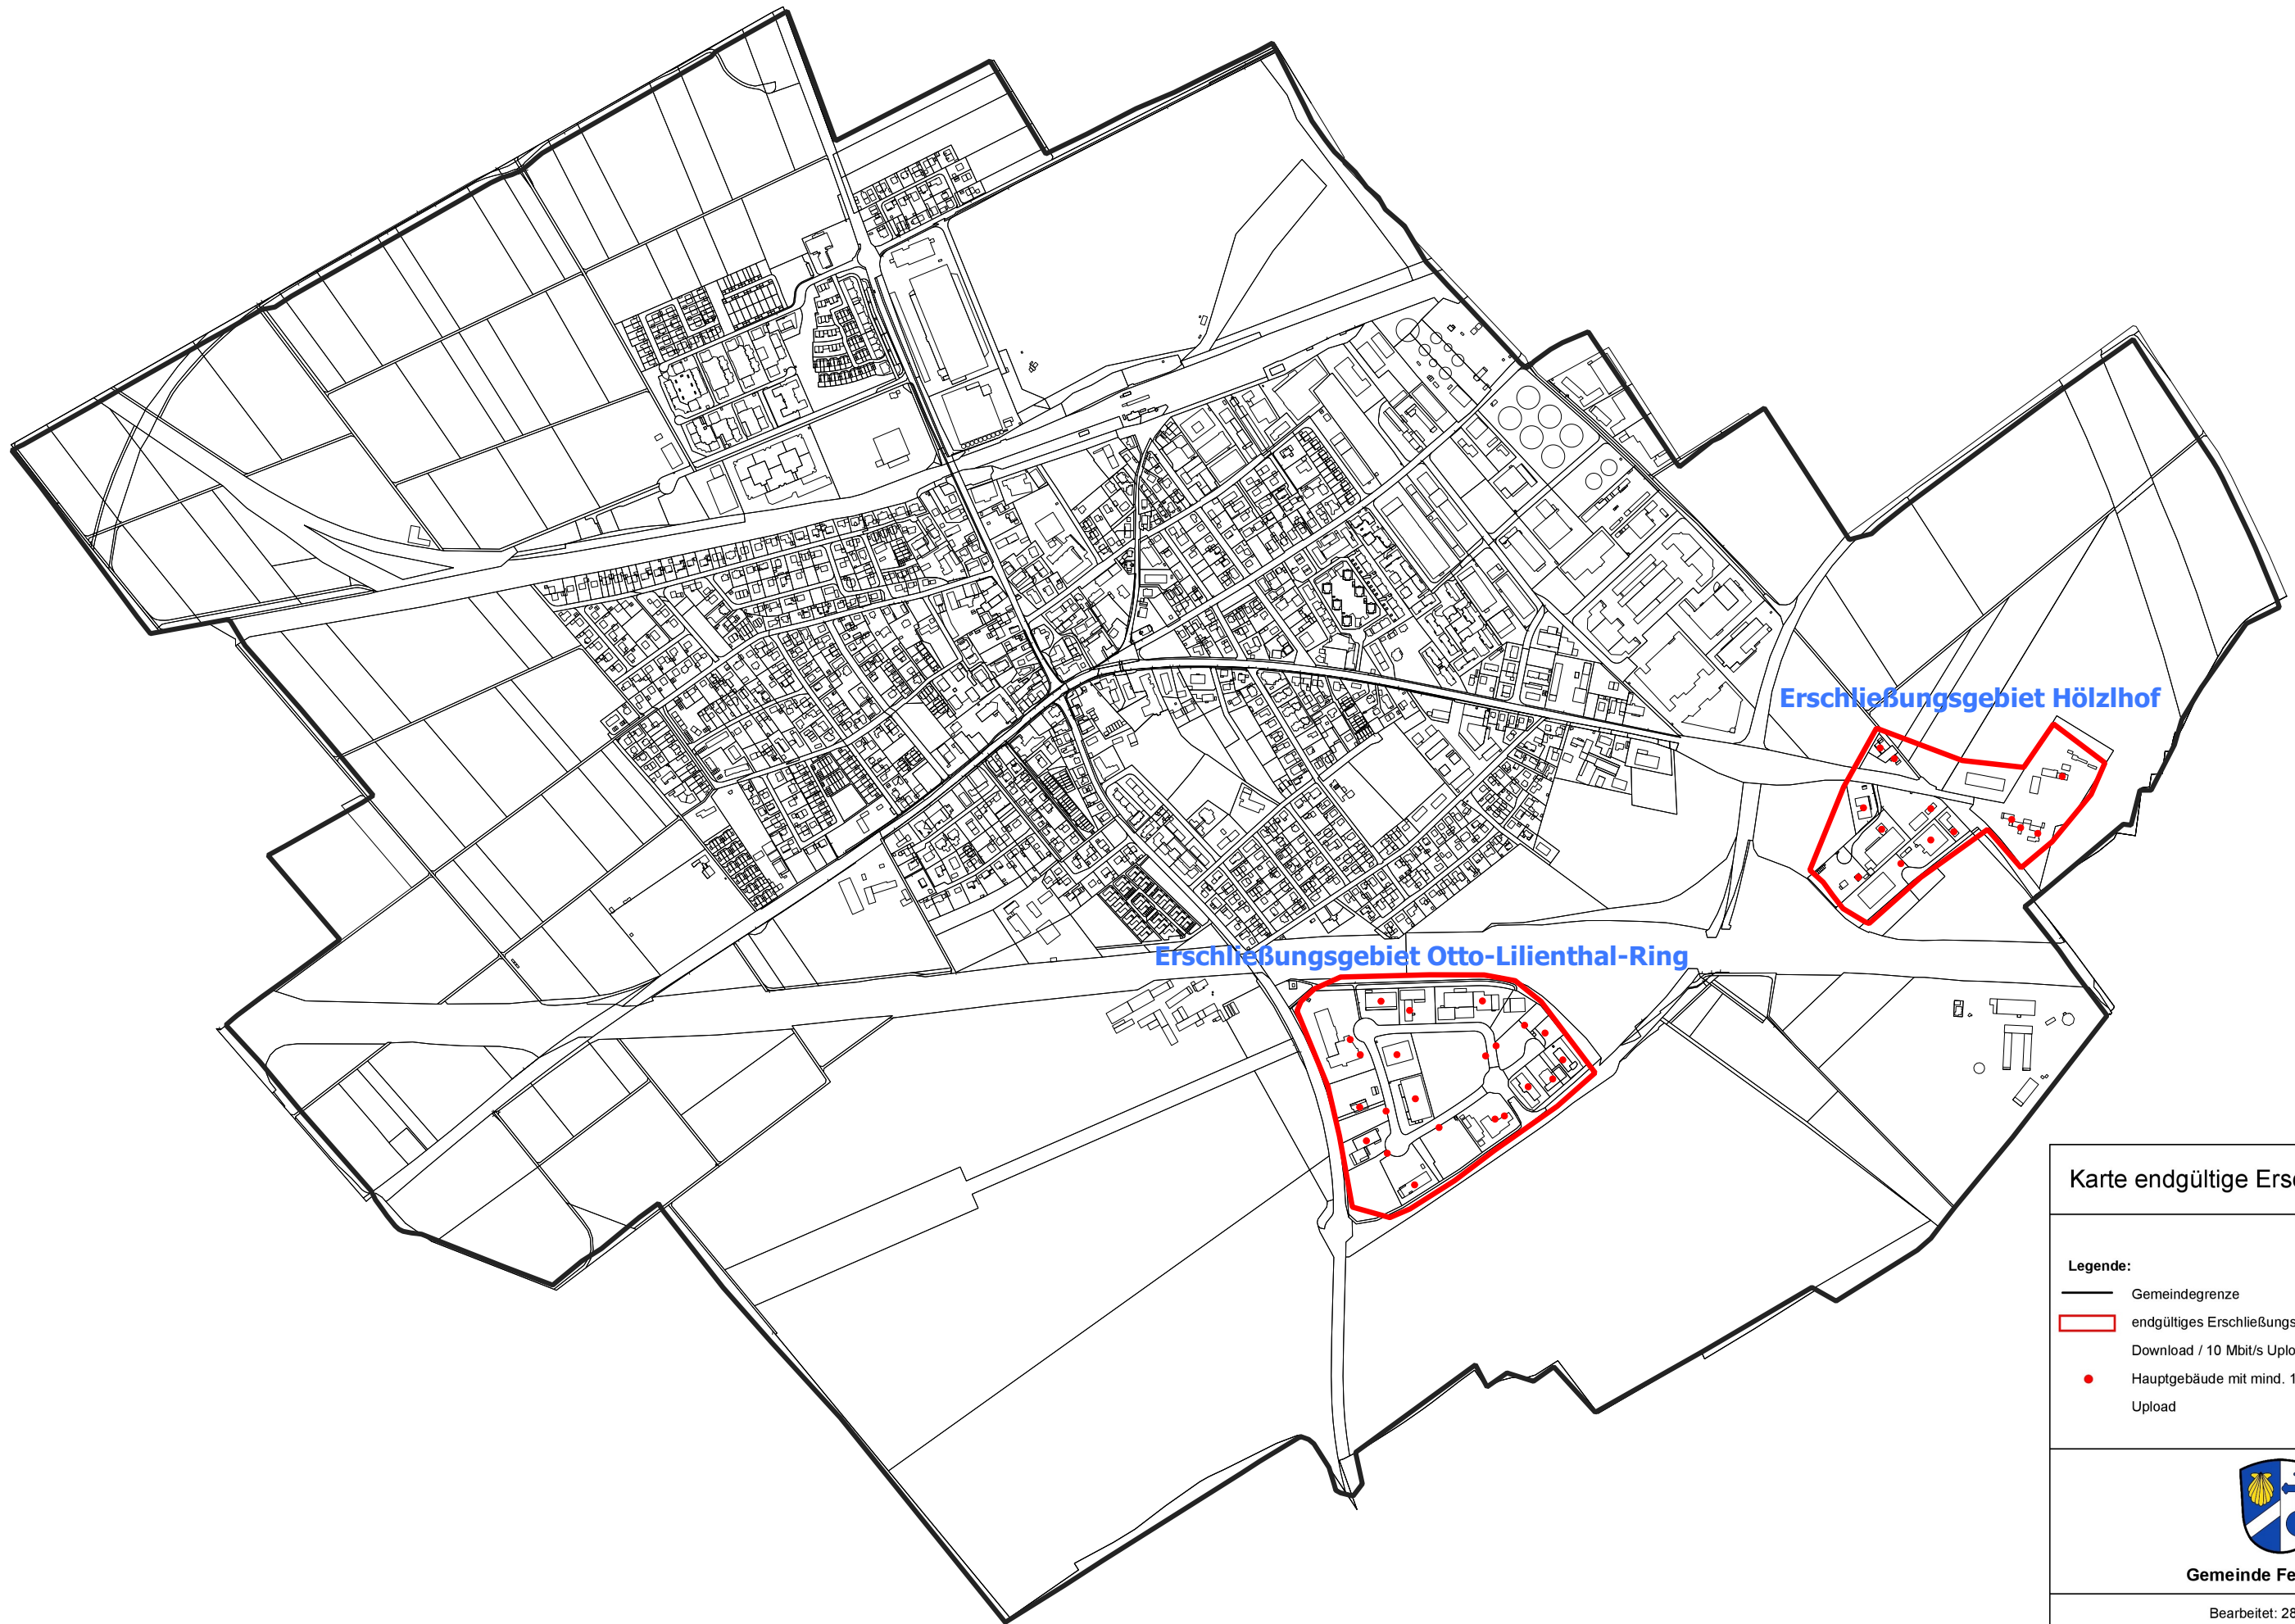 Erschließungsgebiet Hölzlhof
Erschließungsgebiet Otto-Lilienthal-Ring
Karte endgültige Ers
Legende:
Gemeindegrenze
endgültiges Erschließungs
Download / 10 Mbit/s Uplo
Hauptgebäude mit mind. 1
Upload
Gemeinde Fe
Bearbeitet: 28